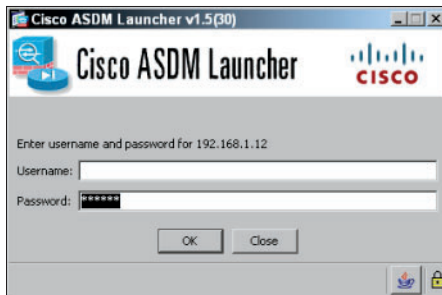 Cisco ASDM Launcher v1.5(30)
Cisco ASDM Launcher
CISCO
Enter username and password for 192.168.1.12
Username:
Password: ******
OK
Close